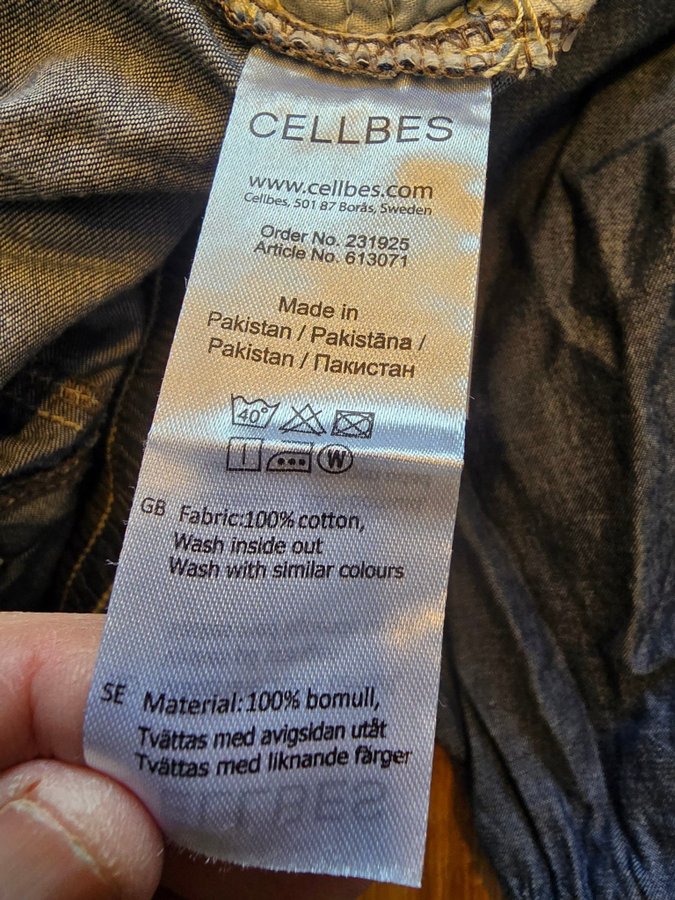 CELLBES
www.cellbes.com
Cellbes, 501 87 Borås, Sweden
Order No. 231925
Article No. 613071
Made in
Pakistan / Pakistāna /
Pakistan / Пакистан
40°
W
GB Fabric:100% cotton,
Wash inside out
Wash with similar colours
SE Material:100% bomull,
Tvättas med avigsidan utåt
Tvättas med liknande färger